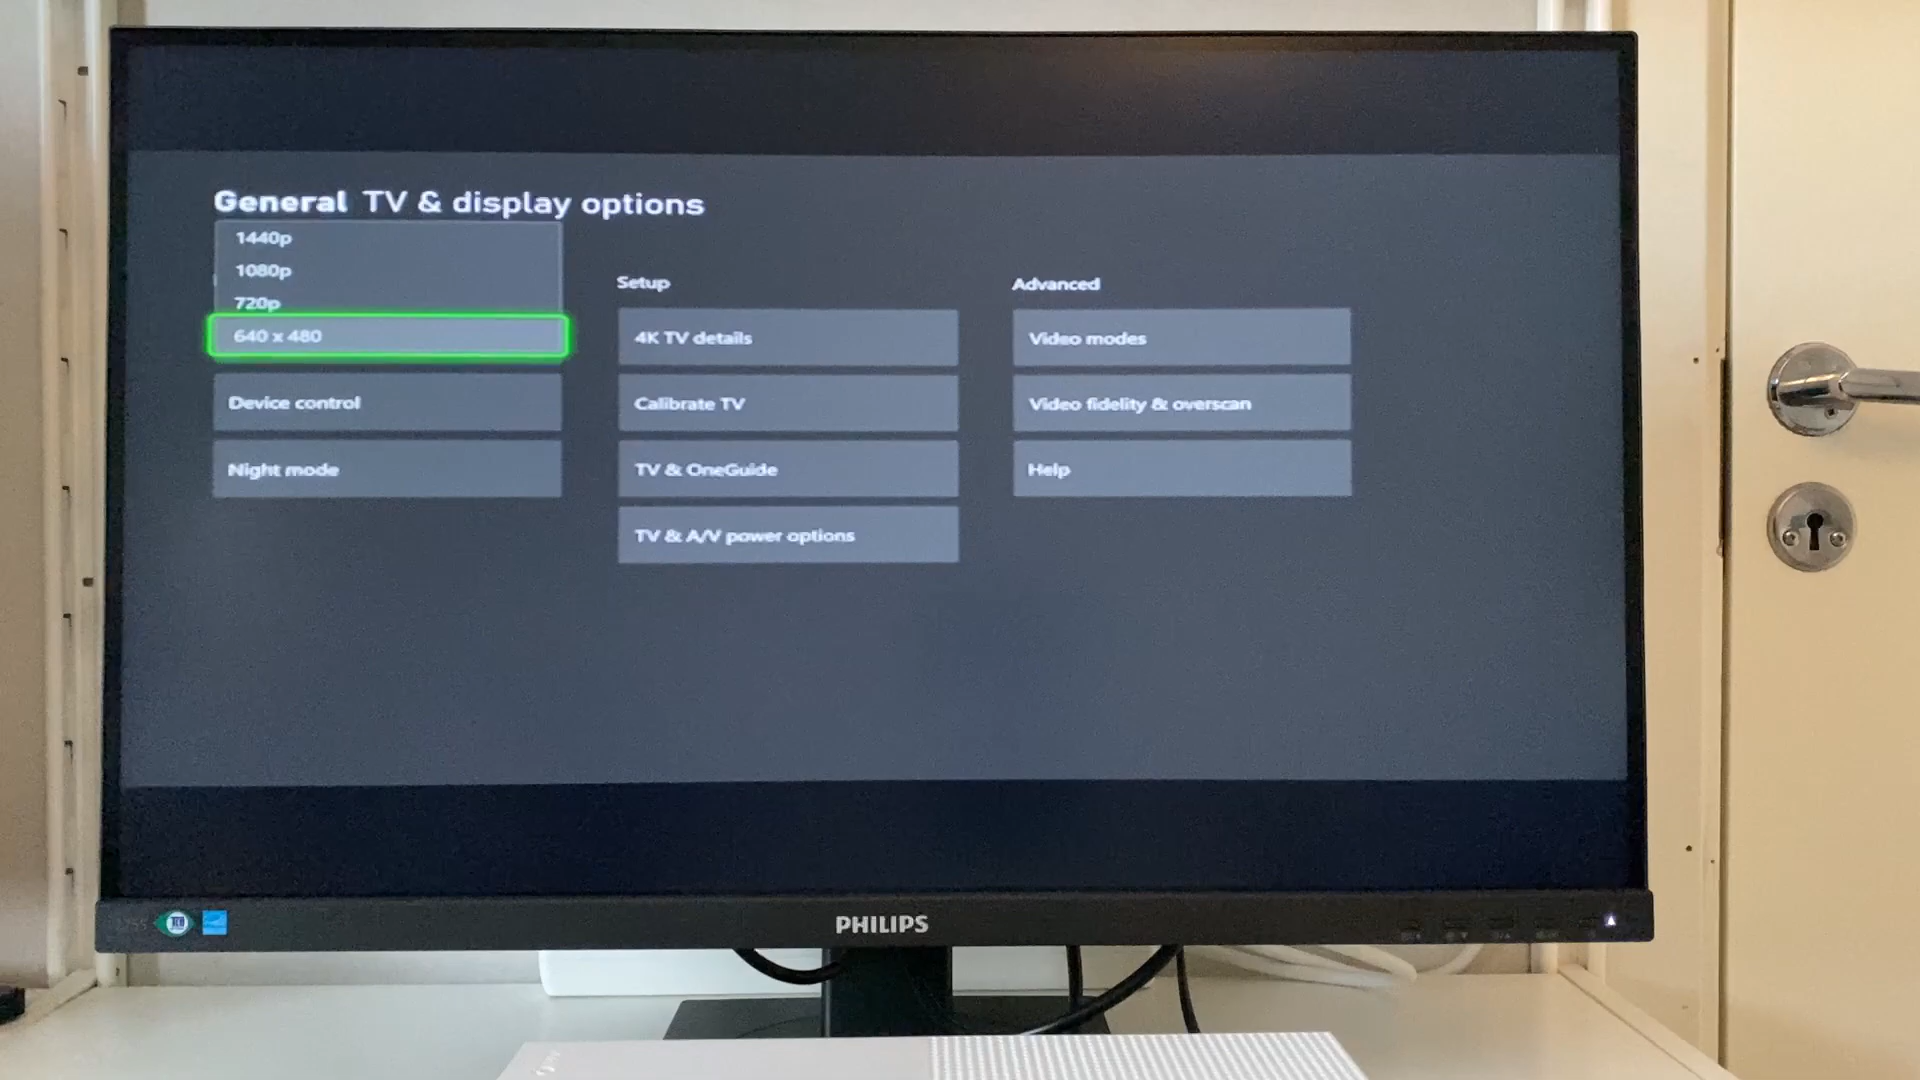 General TV & display options
1440p
1080p
720p
640 x 480
Device control
Night mode
Setup
4K TV details
Calibrate TV
TV & OneGuide
TV & A/V power options
Advanced
Video modes
Video fidelity & overscan
Help
PHILIPS